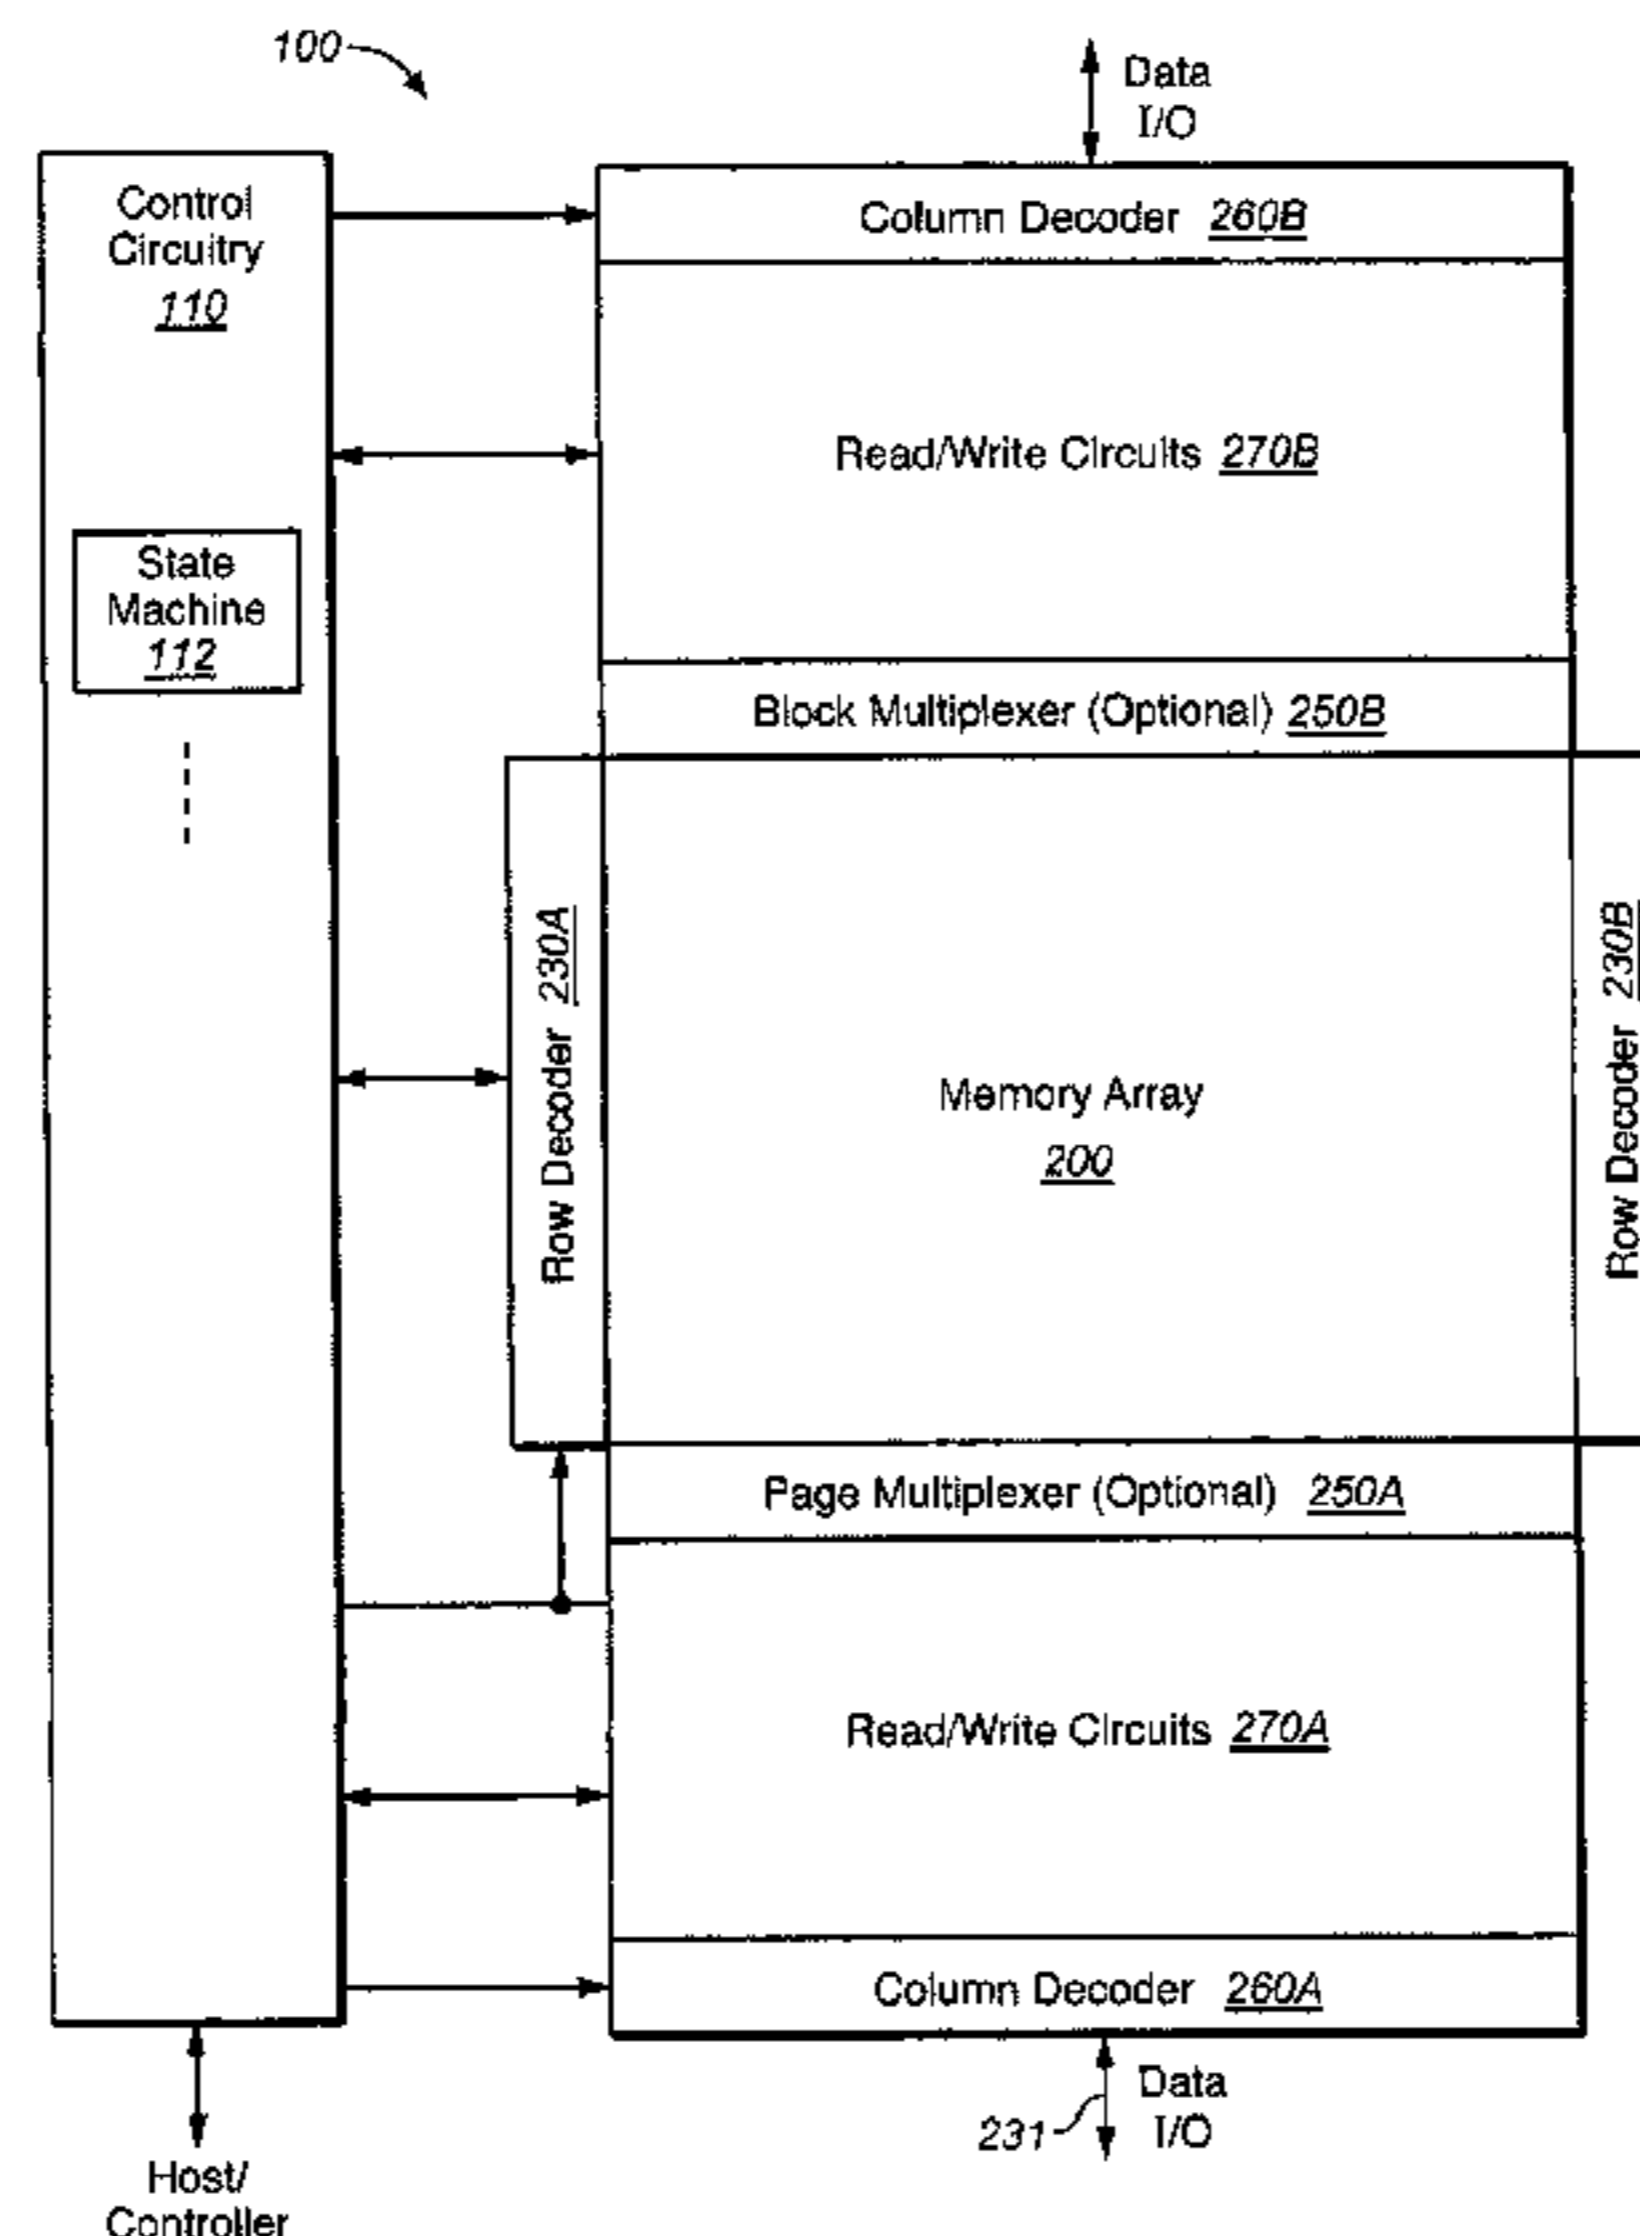 100
Data
I/O
Control
Circuitry
110
Column Decoder 260B
Read/Write Circuits 270B
State
Machine
112
Block Multiplexer (Optional) 250B
Row Decoder 230A
Memory Array
200
Row Decoder 230B
Page Multiplexer (Optional) 250A
Read/Write Circuits 270A
Column Decoder 260A
Data
I/O
231
Host/
Controller